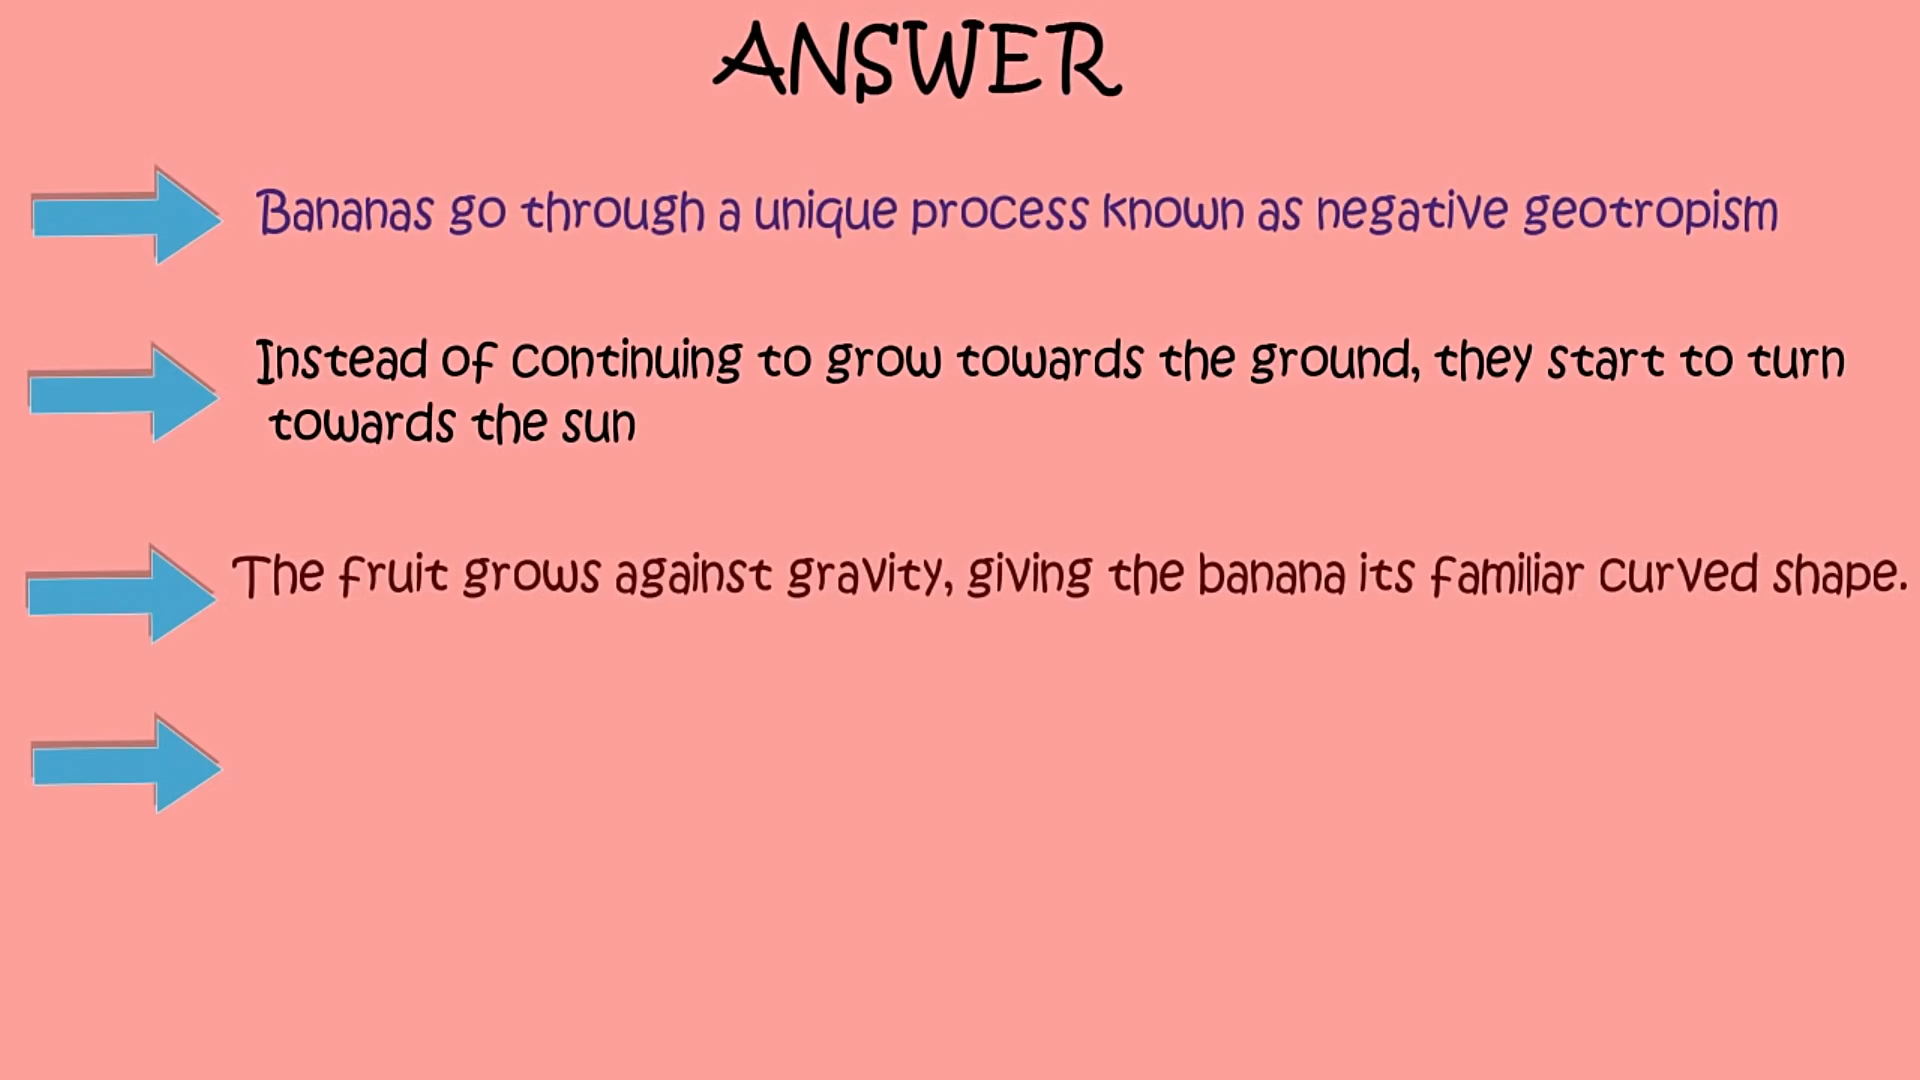 ANSWER
Bananas go through a unique process known as negative geotropism
Instead of continuing to grow towards the ground, they start to turn
towards the sun
The fruit grows against gravity, giving the banana its familiar curved shape.